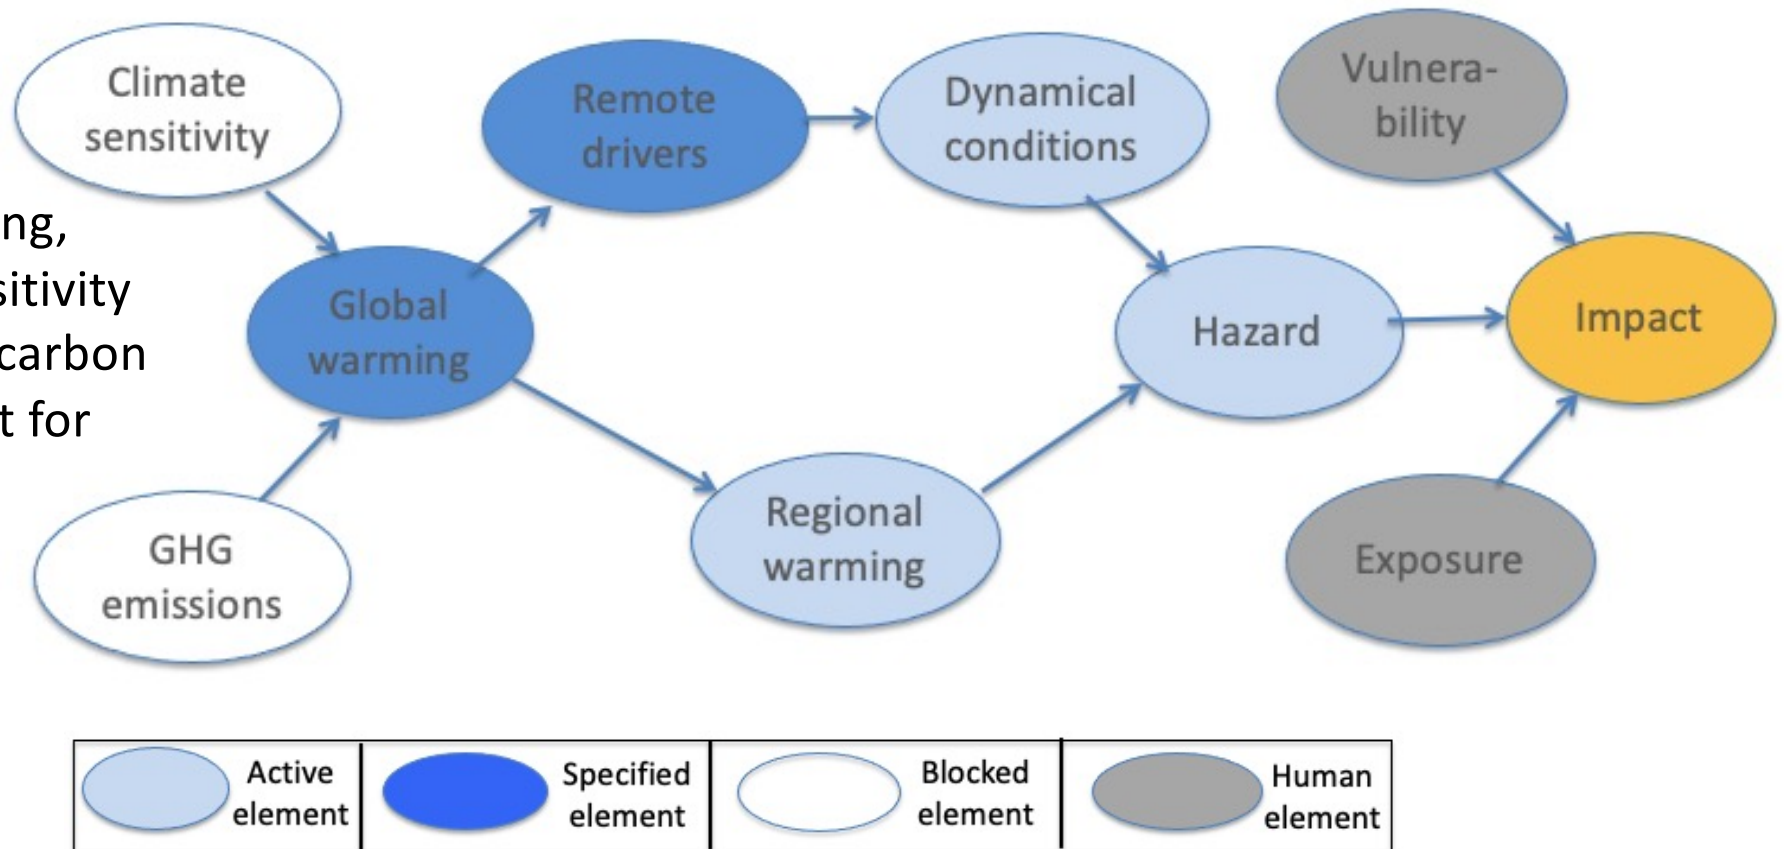 Climate
sensitivity
Remote
drivers
Dynamical
conditions
Vulnera-
bility
ng,
sitivity
carbon
t for
Global
warming
Hazard
Impact
GHG
emissions
Regional
warming
Exposure
Active
element
Specified
element
Blocked
element
Human
element